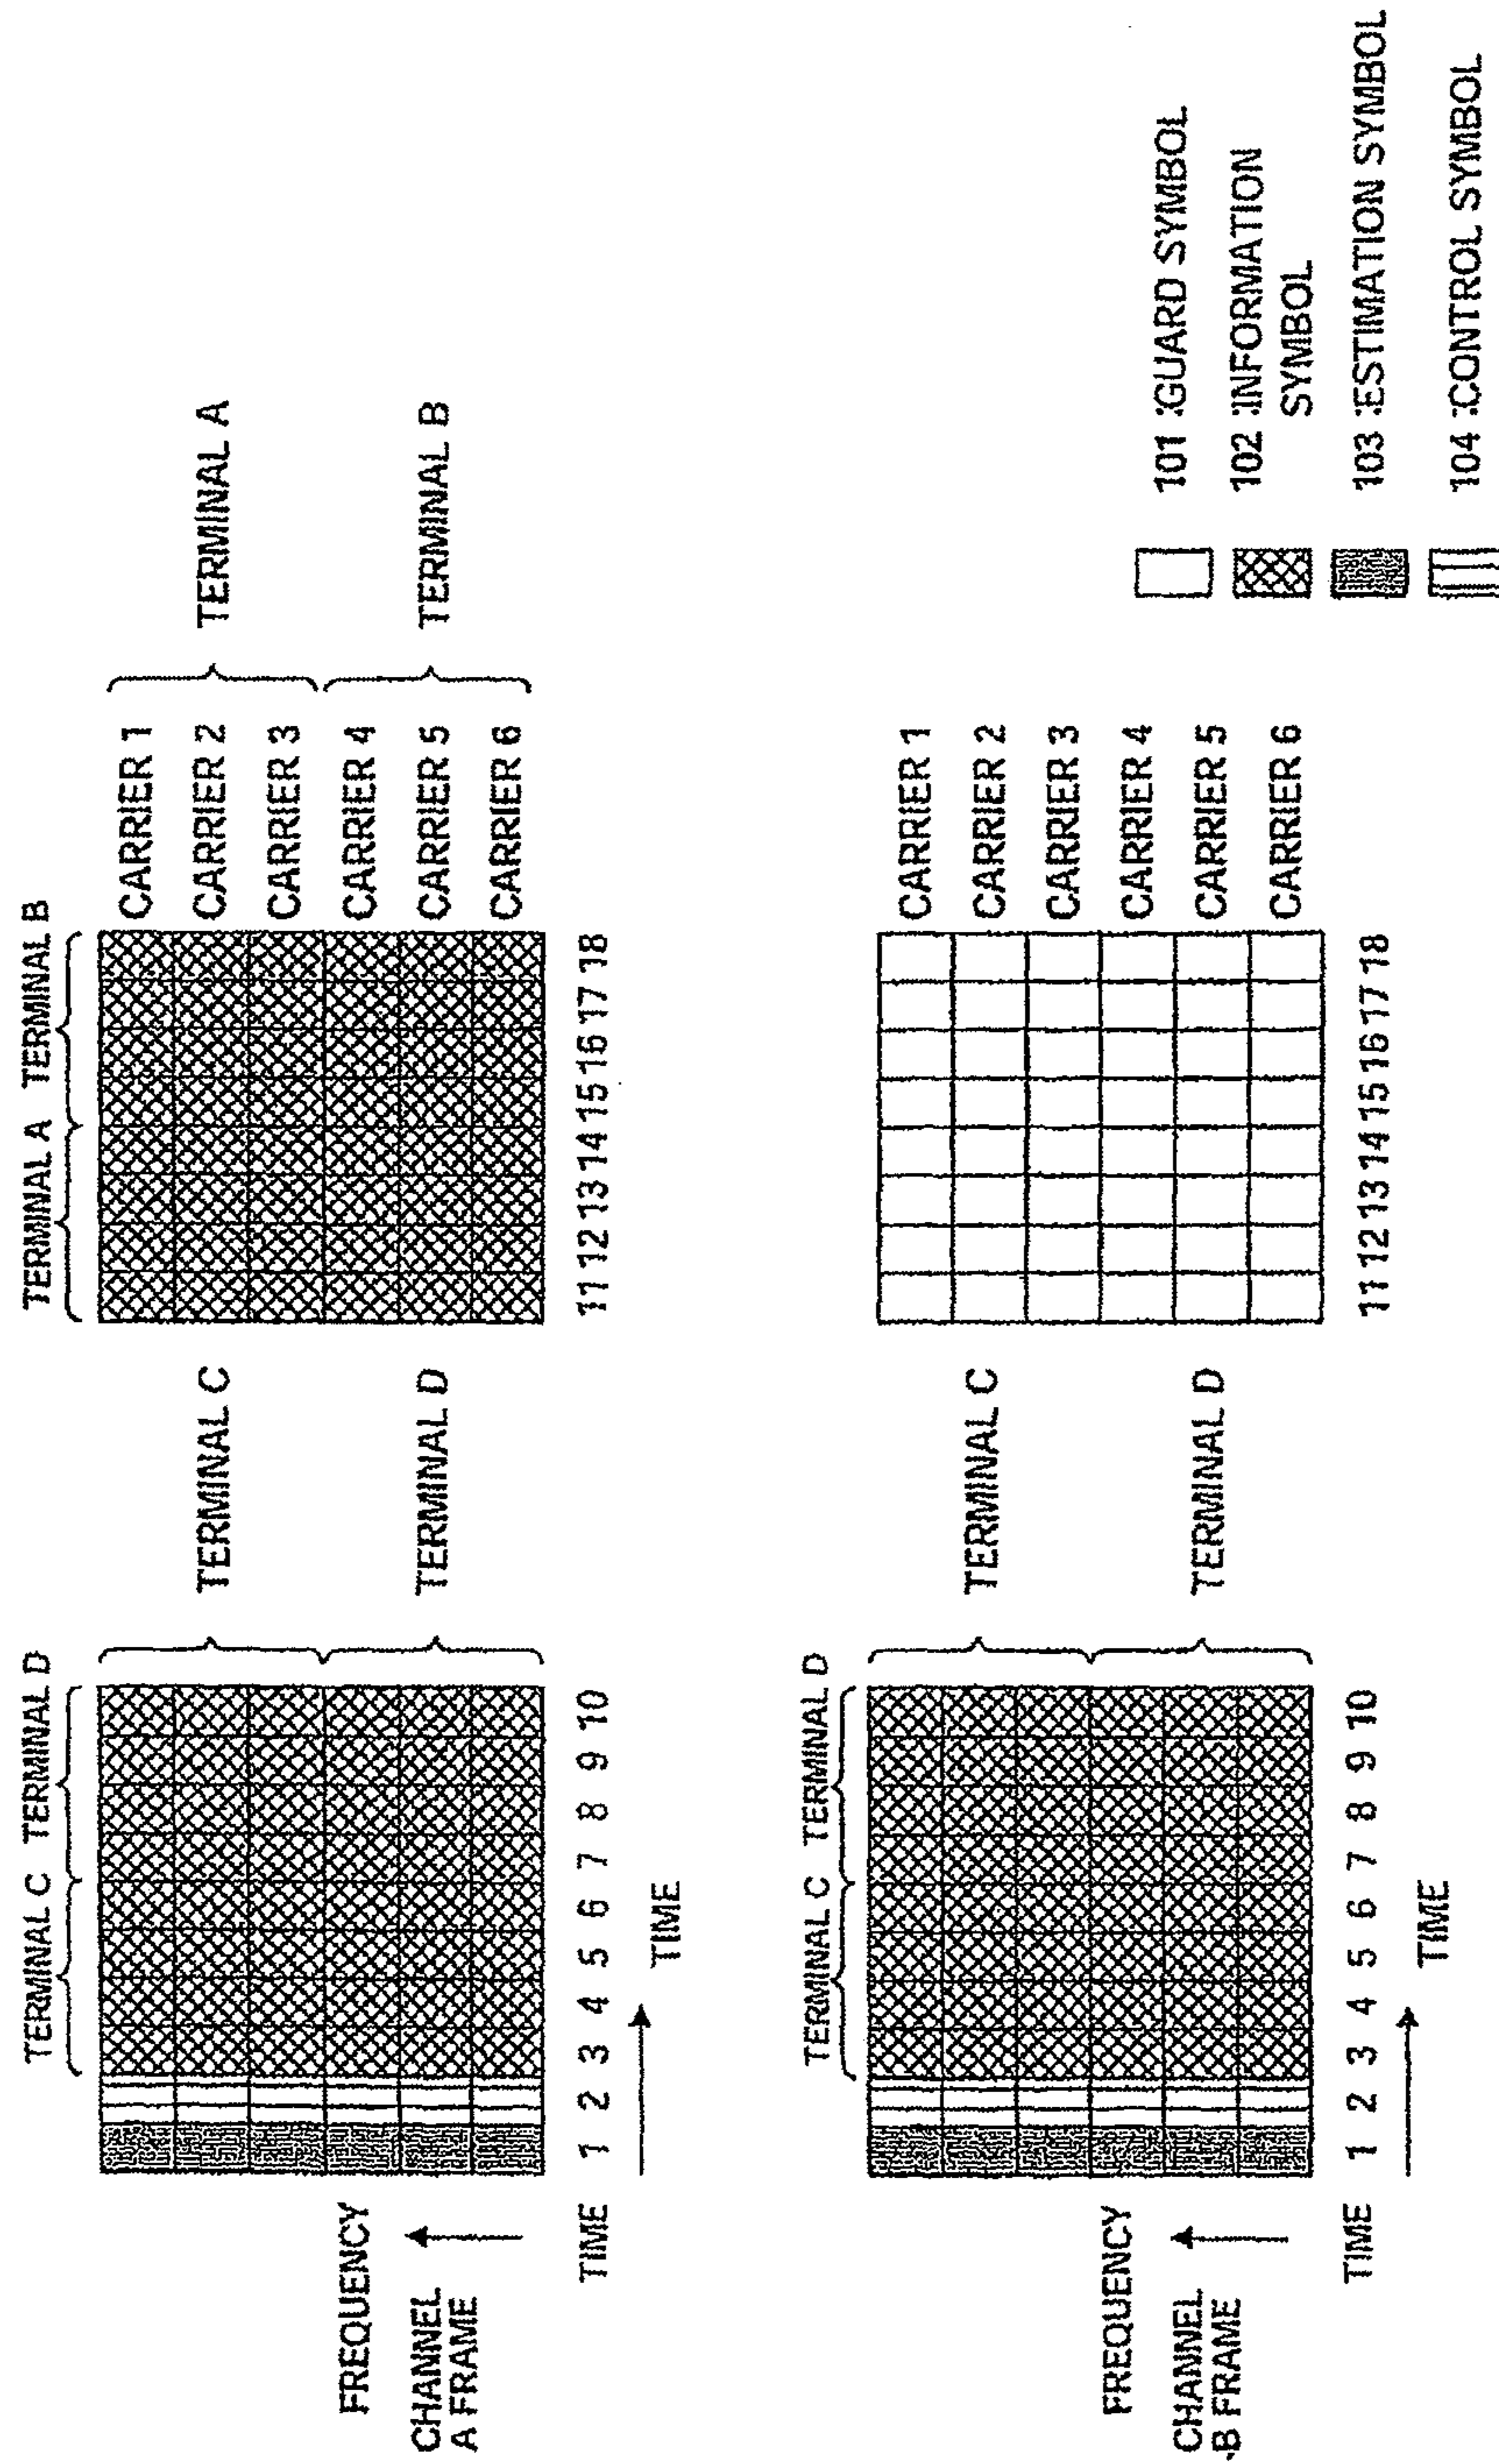 TERMINAL C TERMINAL D
TERMINAL A TERMINAL B
CARRIER 1
CARRIER 2
CARRIER 3
CARRIER 4
CARRIER 5
CARRIER 6
TERMINAL C
TERMINAL D
TERMINAL A
TERMINAL B
FREQUENCY
CHANNEL
A FRAME
TIME 1 2 3 4 5 6 7 8 9 10
11 12 13 14 15 16 17 18
TIME
TERMINAL C TERMINAL D
CARRIER 1
CARRIER 2
CARRIER 3
CARRIER 4
CARRIER 5
CARRIER 6
TERMINAL C
TERMINAL D
FREQUENCY
CHANNEL
B FRAME
TIME 1 2 3 4 5 6 7 8 9 10
11 12 13 14 15 16 17 18
TIME
101 :GUARD SYMBOL
102 :INFORMATION
SYMBOL
103 :ESTIMATION SYMBOL
104 :CONTROL SYMBOL